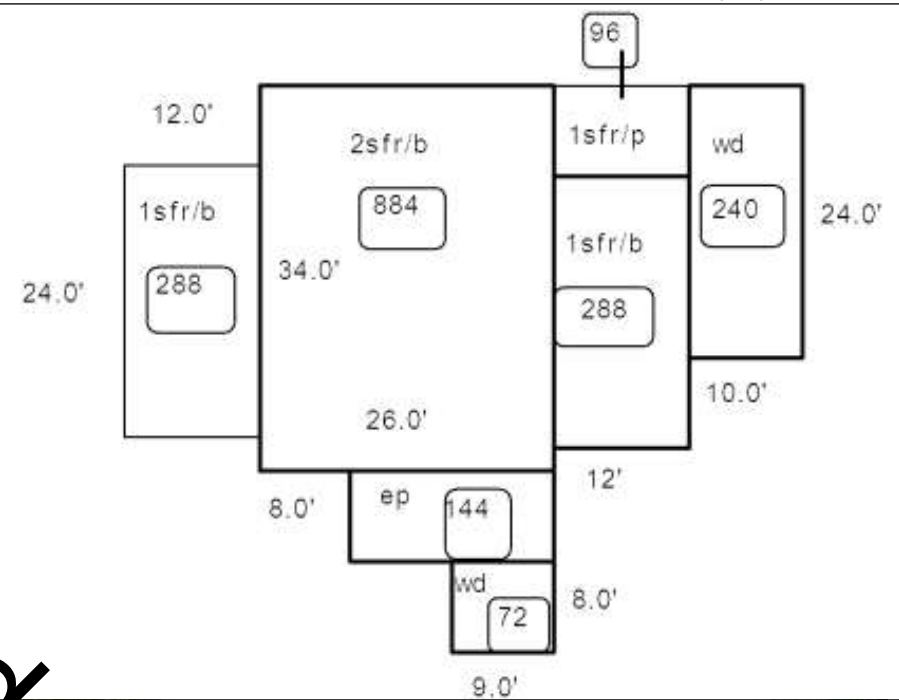 96
12.0'
2sfr/b
1sfr/p
wd
1sfr/b
884
240
24.0'
1sfr/b
34.0'
288
24.0'
288
10.0'
26.0'
12'
8.0'
ep
144
wd
72
8.0'
9.0'